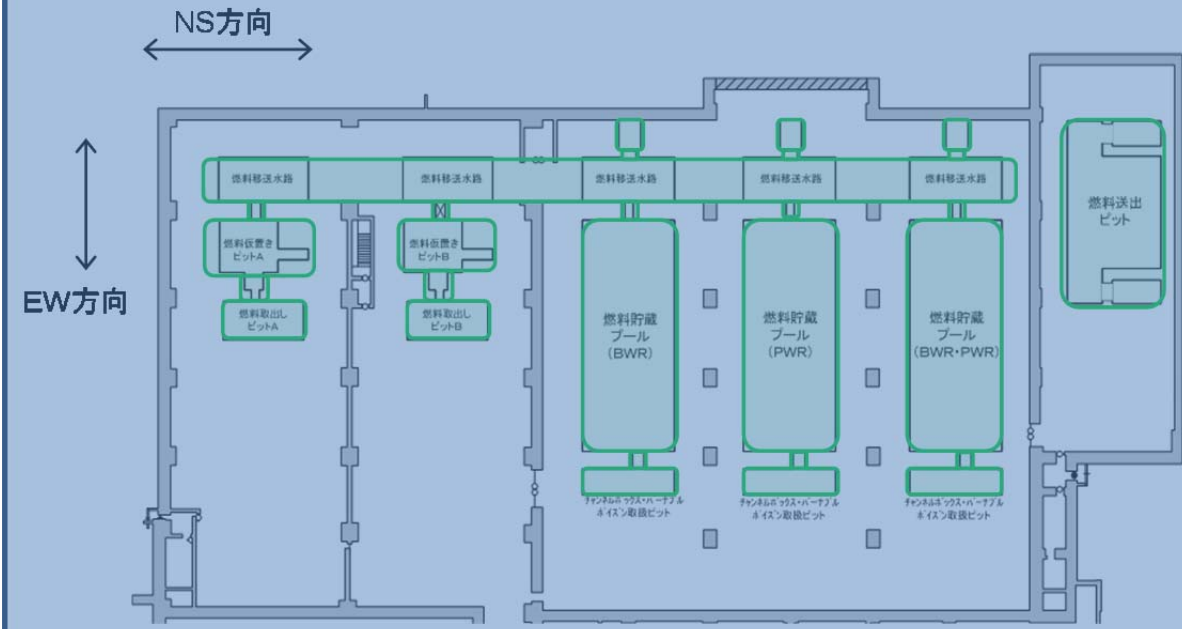 NS方向
EW方向
燃料移送水路
燃料移送水路
燃料移送水路
燃料移送水路
燃料移送水路
燃料仮置き
ピットA
燃料仮置き
ピットB
燃料取出し
ピットA
燃料取出し
ピットB
燃料貯蔵
プール
(BWR)
燃料貯蔵
プール
(PWR)
燃料貯蔵
プール
(BWR・PWR)
燃料送出
ピット
チャンネルボックス・バーナブル
ポイズン取扱ピット
チャンネルボックス・バーナブル
ポイズン取扱ピット
チャンネルボックス・バーナブル
ポイズン取扱ピット